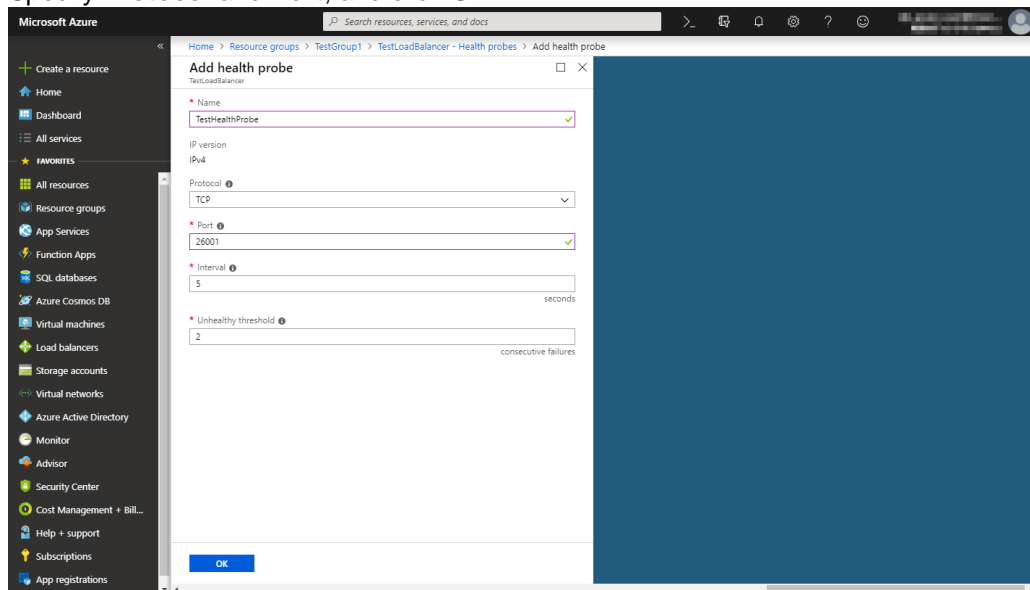 Microsoft Azure
Search resources, services, and docs
Home > Resource groups > TestGroup1 > TestLoadBalancer - Health probes > Add health probe
Create a resource
Home
Dashboard
All services
FAVORITES
All resources
Resource groups
App Services
Function Apps
SQL databases
Azure Cosmos DB
Virtual machines
Load balancers
Storage accounts
Virtual networks
Azure Active Directory
Monitor
Advisor
Security Center
Cost Management + Bill...
Help + support
Subscriptions
App registrations
Add health probe
TestLoadBalancer
* Name
TestHealthProbe
IP version
IPv4
Protocol
TCP
* Port
26001
* Interval
5
seconds
* Unhealthy threshold
2
consecutive failures
OK